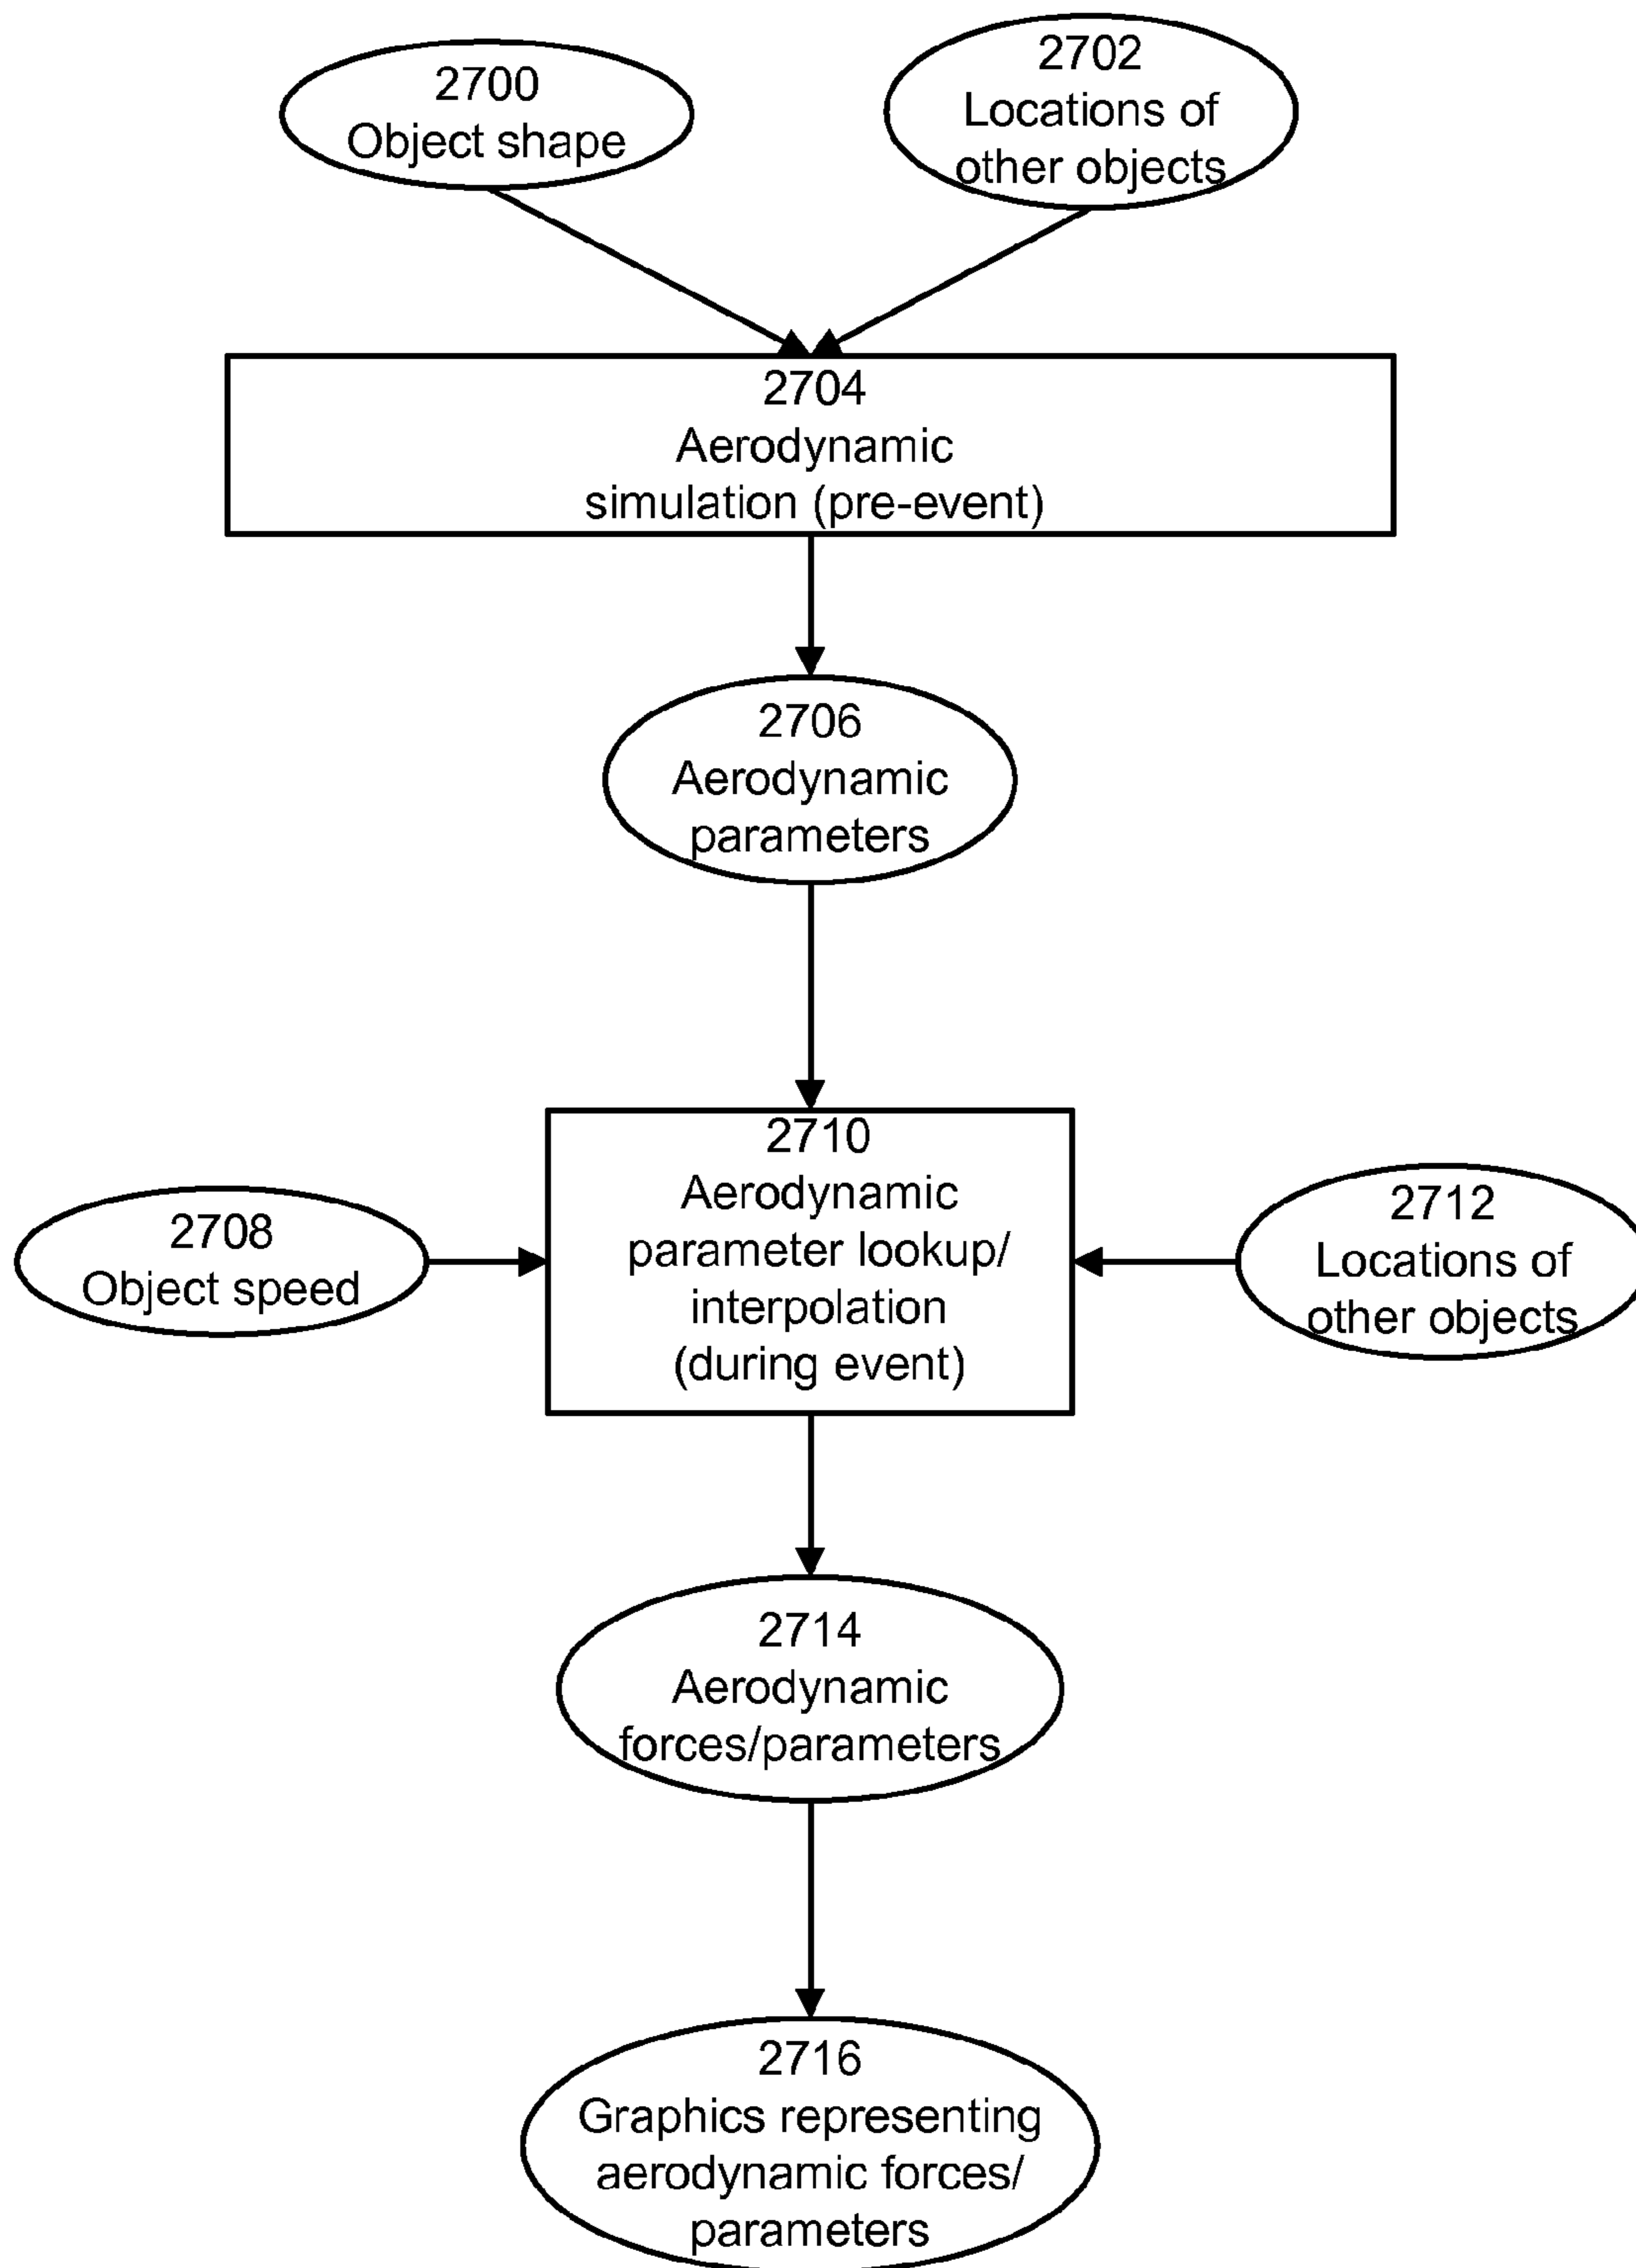 2700
Object shape
2702
Locations of
other objects
2704
Aerodynamic
simulation (pre-event)
2706
Aerodynamic
parameters
2708
Object speed
2710
Aerodynamic
parameter lookup/
interpolation
(during event)
2712
Locations of
other objects
2714
Aerodynamic
forces/parameters
2716
Graphics representing
aerodynamic forces/
parameters